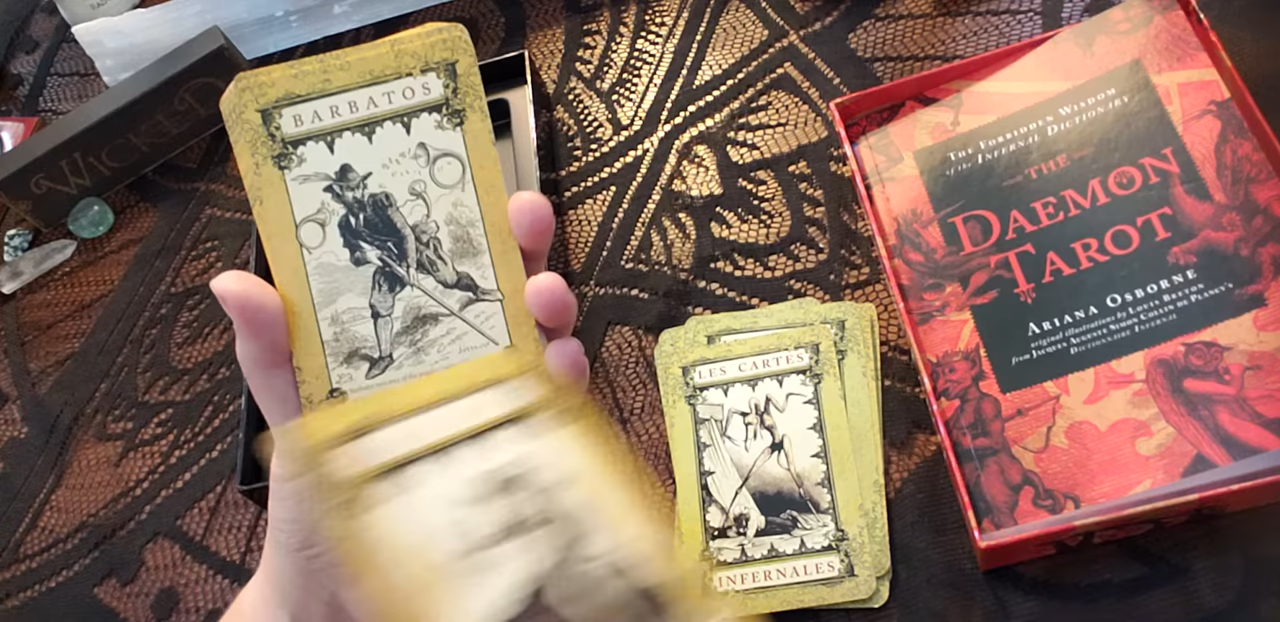 WICKED
BARBATOS
LES CARTES
INFERNALES
THE FORBIDDEN WISDOM
of the INFERNAL DICTIONARY
THE
DAEMON
TAROT
ARIANA OSBORNE
original illustrations by LOUIS BRETON
from JACQUES AUGUSTE SIMON COLLIN DE PLANCY'S
DICTIONNAIRE INFERNAL